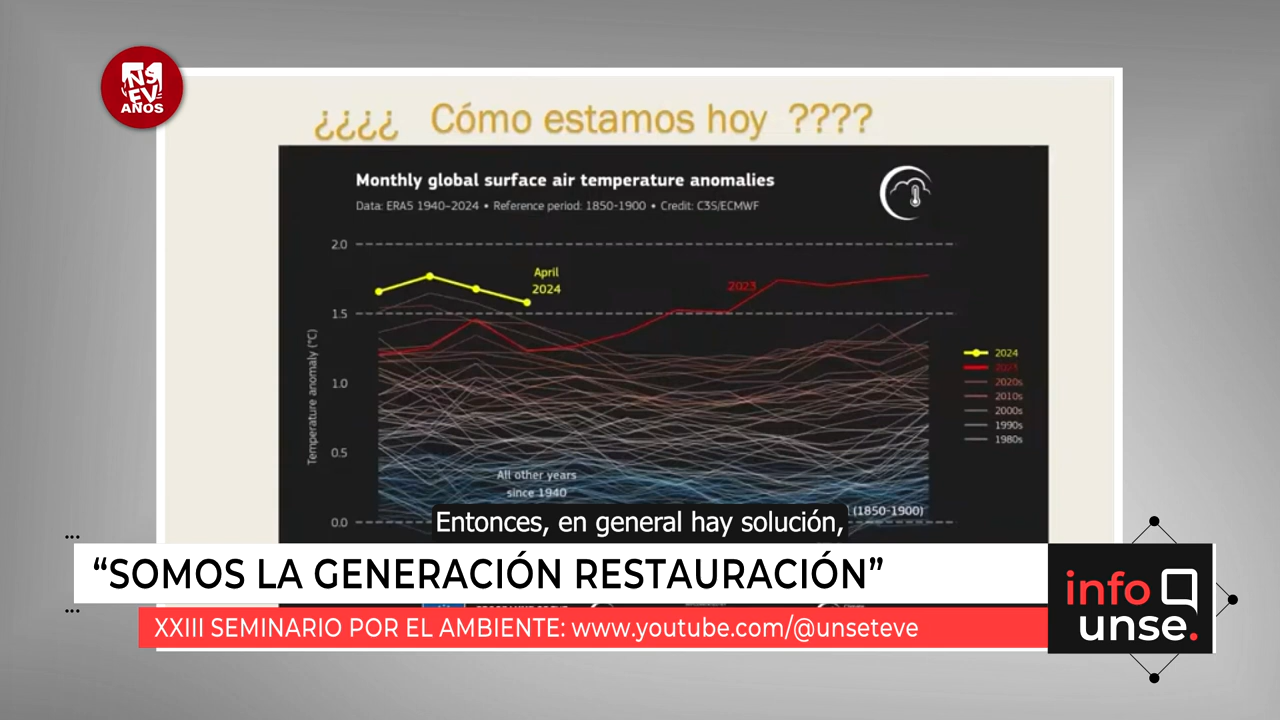 NS
EV
AÑOS
¿¿¿¿ Cómo estamos hoy ????
Monthly global surface air temperature anomalies
Data: ERA5 1940–2024 • Reference period: 1850-1900 • Credit: C3S/ECMWF
2.0
April
2024
2023
1.5
Temperature anomaly (°C)
1.0
2024
2023
2020s
2010s
2000s
1990s
1980s
0.5
All other years
since 1940
(1850-1900)
0.0
Entonces, en general hay solución,
“SOMOS LA GENERACIÓN RESTAURACIÓN”
XXIII SEMINARIO POR EL AMBIENTE: www.youtube.com/@unseteve
info
unse.